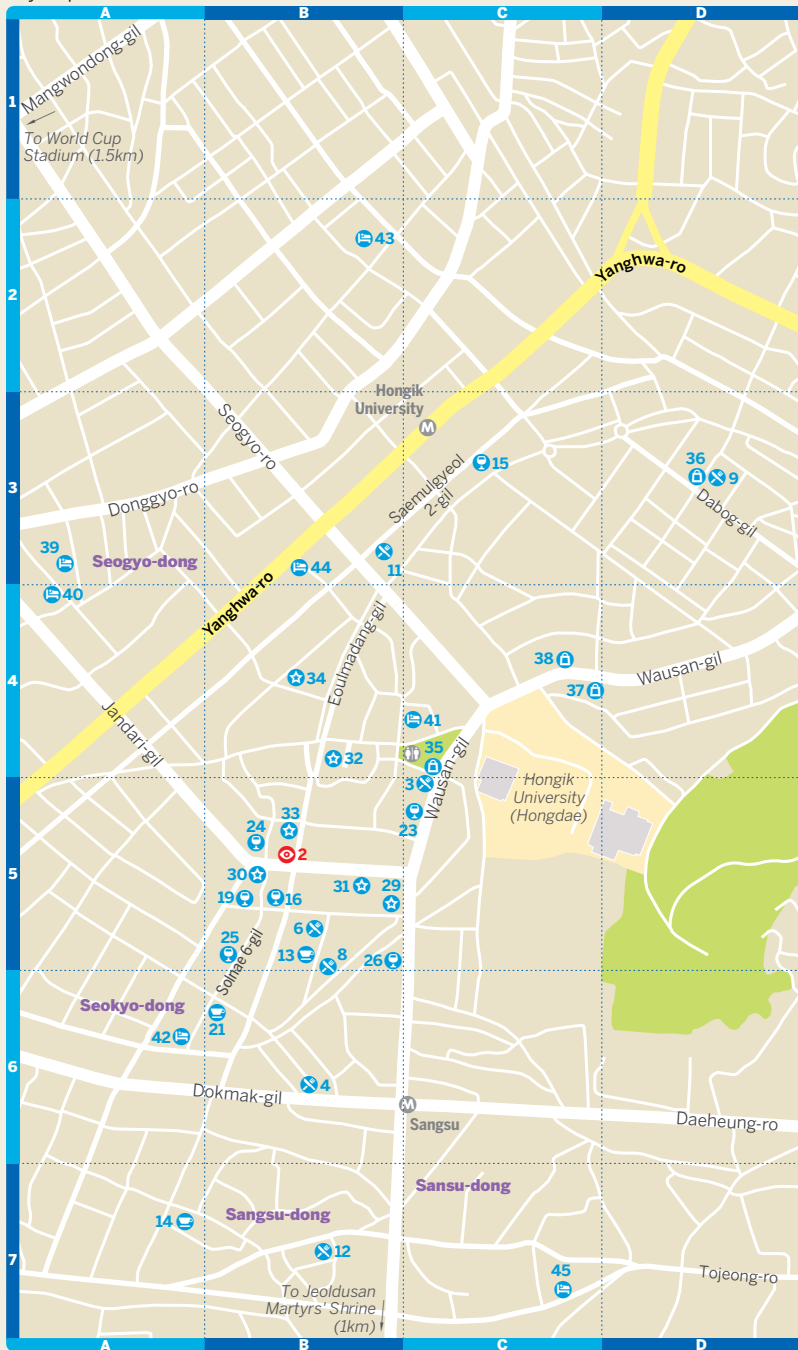 A
B
C
D
1
Mangwondong-gil
To World Cup
Stadium (1.5km)
43
2
Yanghwa-ro
Hongik
University
M
Seogyo-ro
15
36
9
3
Saemulgyeol
2-gil
Dabog-gil
Donggyo-ro
39
Seogyo-dong
44
11
40
Yanghwa-ro
Eoulmadang-gil
38
Wausan-gil
4
34
37
Jandari-gil
41
35
32
Wausan-gil
3
Hongik
University
(Hongdae)
33
24
23
2
5
30
31
29
19
16
6
25
13
8
26
Solnae 6-gil
Seokyo-dong
21
42
6
4
Dokmak-gil
M
Sangsu
Daeheung-ro
Sansu-dong
14
Sangsu-dong
12
7
45
Tojeong-ro
To Jeoldusan
Martyrs' Shrine
(1km)
A
B
C
D